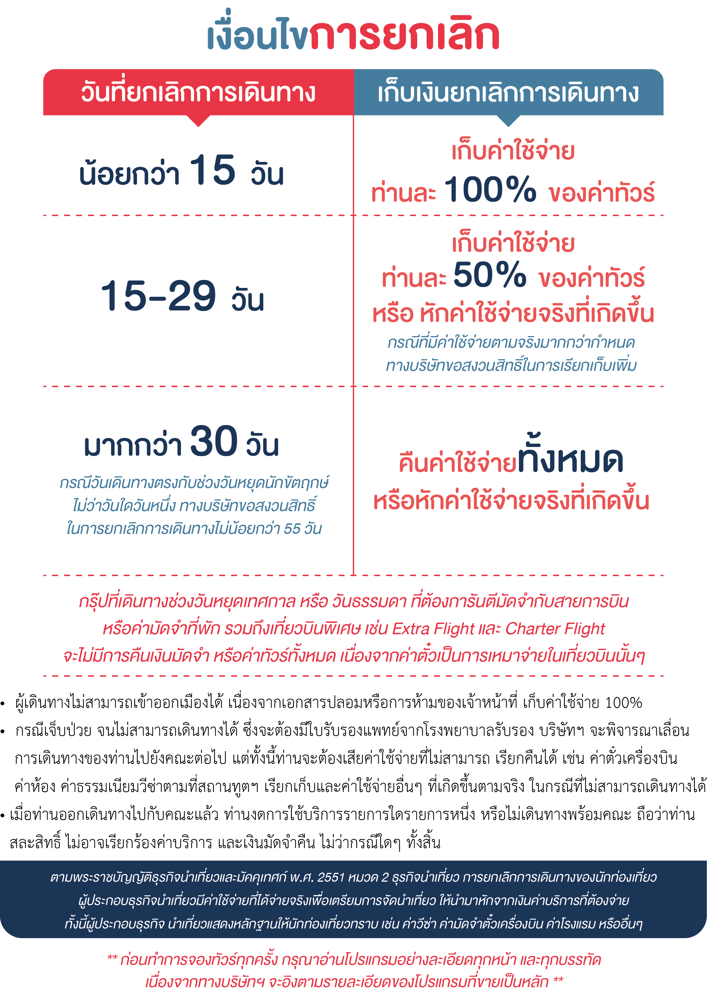 เงื่อนไขการยกเลิก
วันที่ยกเลิกการเดินทาง
เก็บเงินยกเลิกการเดินทาง
น้อยกว่า 15 วัน
เก็บค่าใช้จ่าย
ท่านละ 100% ของค่าทัวร์
15-29 วัน
เก็บค่าใช้จ่าย
ท่านละ 50% ของค่าทัวร์
หรือ หักค่าใช้จ่ายจริงที่เกิดขึ้น
กรณีที่มีค่าใช้จ่ายตามจริงมากกว่ากำหนด
ทางบริษัทขอสงวนสิทธิ์ในการเรียกเก็บเพิ่ม
มากกว่า 30 วัน
กรณีวันเดินทางตรงกับช่วงวันหยุดนักขัตฤกษ์
ไม่ว่าวันใดวันหนึ่ง ทางบริษัทขอสงวนสิทธิ์
ในการยกเลิกการเดินทางไม่น้อยกว่า 55 วัน
คืนค่าใช้จ่ายทั้งหมด
หรือหักค่าใช้จ่ายจริงที่เกิดขึ้น
กรุ๊ปที่เดินทางช่วงวันหยุดเทศกาล หรือ วันธรรมดา ที่ต้องการันตีมัดจำกับสายการบิน
หรือค่ามัดจำที่พัก รวมถึงเที่ยวบินพิเศษ เช่น Extra Flight และ Charter Flight
จะไม่มีการคืนเงินมัดจำ หรือค่าทัวร์ทั้งหมด เนื่องจากค่าตั๋วเป็นการเหมาจ่ายในเที่ยวบินนั้นๆ
• ผู้เดินทางไม่สามารถเข้าออกเมืองได้ เนื่องจากเอกสารปลอมหรือการห้ามของเจ้าหน้าที่ เก็บค่าใช้จ่าย 100%
• กรณีเจ็บป่วย จนไม่สามารถเดินทางได้ ซึ่งจะต้องมีใบรับรองแพทย์จากโรงพยาบาลรับรอง บริษัทฯ จะพิจารณาเลื่อน
การเดินทางของท่านไปยังคณะต่อไป แต่ทั้งนี้ท่านจะต้องเสียค่าใช้จ่ายที่ไม่สามารถ เรียกคืนได้ เช่น ค่าตั๋วเครื่องบิน
ค่าห้อง ค่าธรรมเนียมวีซ่าตามที่สถานทูตฯ เรียกเก็บและค่าใช้จ่ายอื่นๆ ที่เกิดขึ้นตามจริง ในกรณีที่ไม่สามารถเดินทางได้
• เมื่อท่านออกเดินทางไปกับคณะแล้ว ท่านงดการใช้บริการรายการใดรายการหนึ่ง หรือไม่เดินทางพร้อมคณะ ถือว่าท่าน
สละสิทธิ์ ไม่อาจเรียกร้องค่าบริการ และเงินมัดจำคืน ไม่ว่ากรณีใดๆ ทั้งสิ้น
ตามพระราชบัญญัติธุรกิจนำเที่ยวและมัคคุเทศก์ พ.ศ. 2551 หมวด 2 ธุรกิจนำเที่ยว การยกเลิกการเดินทางของนักท่องเที่ยว
ผู้ประกอบธุรกิจนำเที่ยวมีค่าใช้จ่ายที่ได้จ่ายจริงเพื่อเตรียมการจัดนำเที่ยว ให้นำมาหักจากเงินค่าบริการที่ต้องจ่าย
ทั้งนี้ผู้ประกอบธุรกิจ นำเที่ยวแสดงหลักฐานให้นักท่องเที่ยวทราบ เช่น ค่าวีซ่า ค่ามัดจำตั๋วเครื่องบิน ค่าโรงแรม หรืออื่นๆ
** ก่อนทำการจองทัวร์ทุกครั้ง กรุณาอ่านโปรแกรมอย่างละเอียดทุกหน้า และทุกบรรทัด
เนื่องจากทางบริษัทฯ จะอิงตามรายละเอียดของโปรแกรมที่ขายเป็นหลัก **